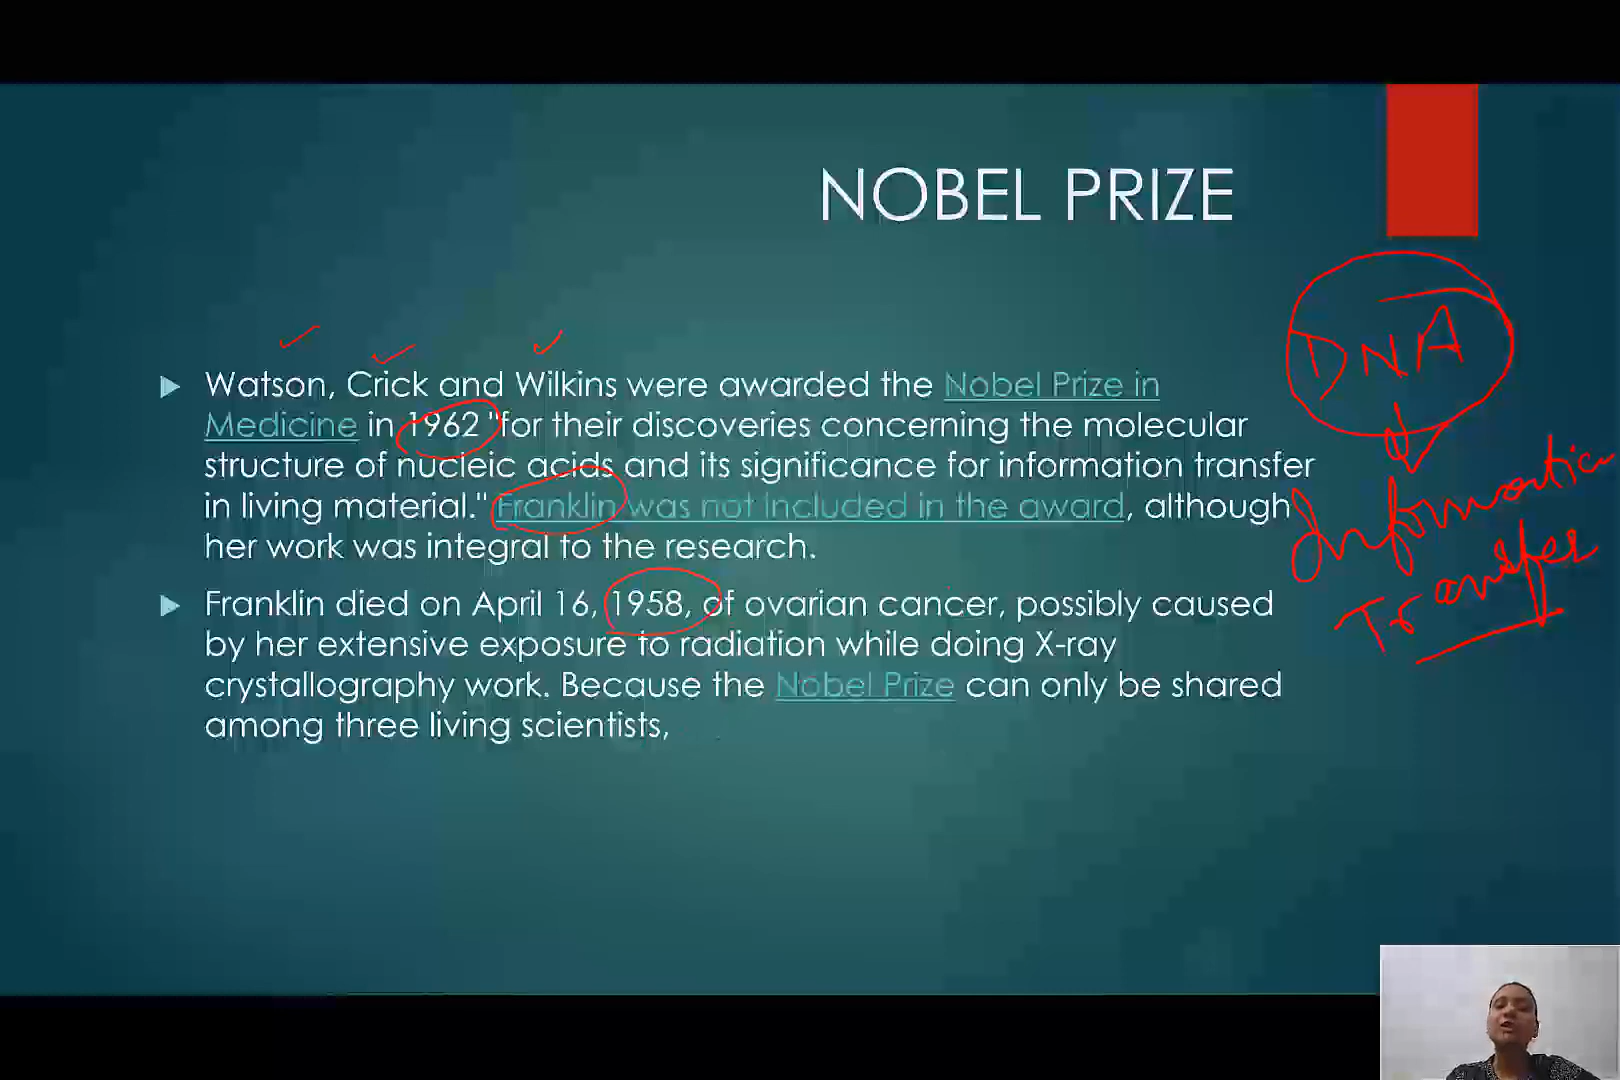 NOBEL PRIZE
Watson, Crick and Wilkins were awarded the Nobel Prize in
Medicine in 1962 "for their discoveries concerning the molecular
structure of nucleic acids and its significance for information transfer
in living material." Franklin was not included in the award, although
her work was integral to the research.
Franklin died on April 16, 1958, of ovarian cancer, possibly caused
by her extensive exposure to radiation while doing X-ray
crystallography work. Because the Nobel Prize can only be shared
among three living scientists,
DNA
Information
Transfer